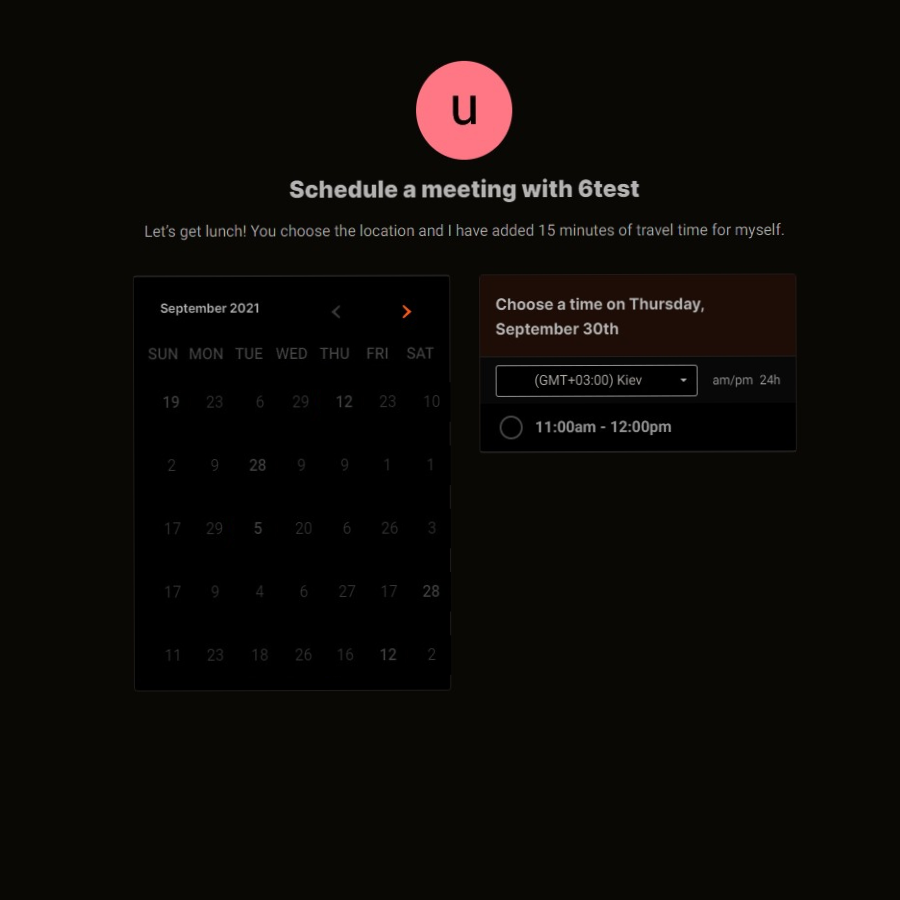 u
Schedule a meeting with 6test
Let's get lunch! You choose the location and I have added 15 minutes of travel time for myself.
September 2021
SUN MON TUE WED THU FRI SAT
19 23 6 29 12 23 10
2 9 28 9 9 1 1
17 29 5 20 6 26 3
17 9 4 6 27 17 28
11 23 18 26 16 12 2
Choose a time on Thursday,
September 30th
(GMT+03:00) Kiev am/pm 24h
11:00am - 12:00pm